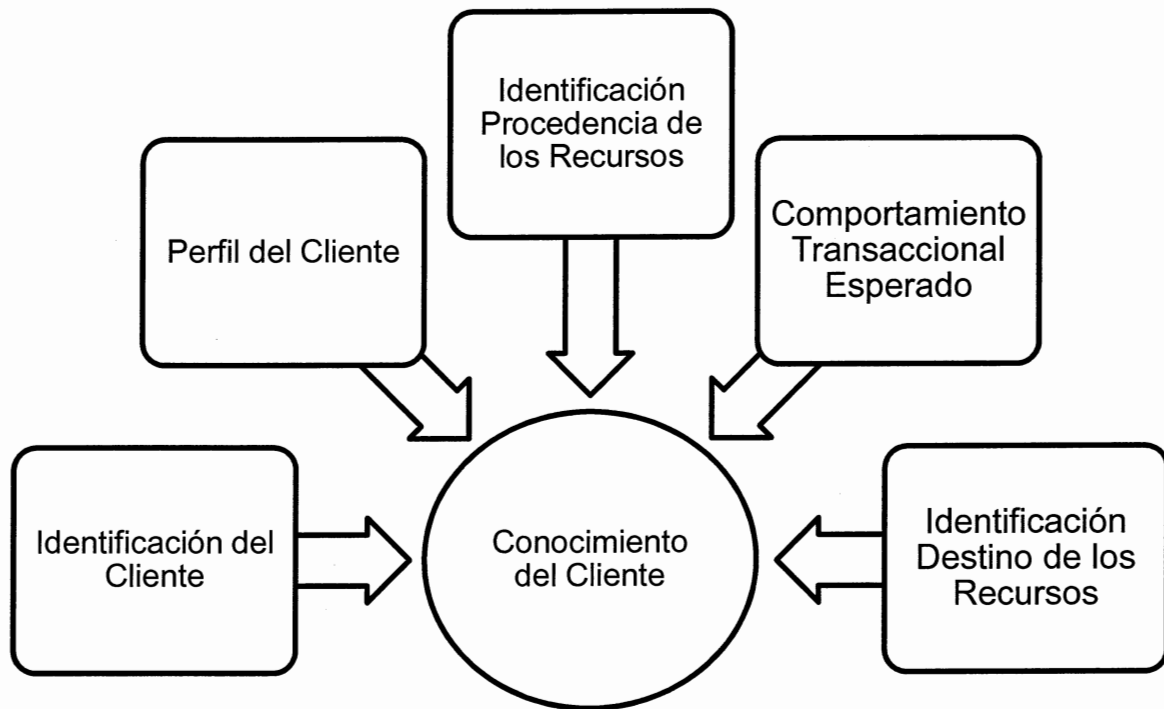 Identificación
Procedencia de
los Recursos
Perfil del Cliente
Comportamiento
Transaccional
Esperado
Identificación del
Cliente
Conocimiento
del Cliente
Identificación
Destino de los
Recursos